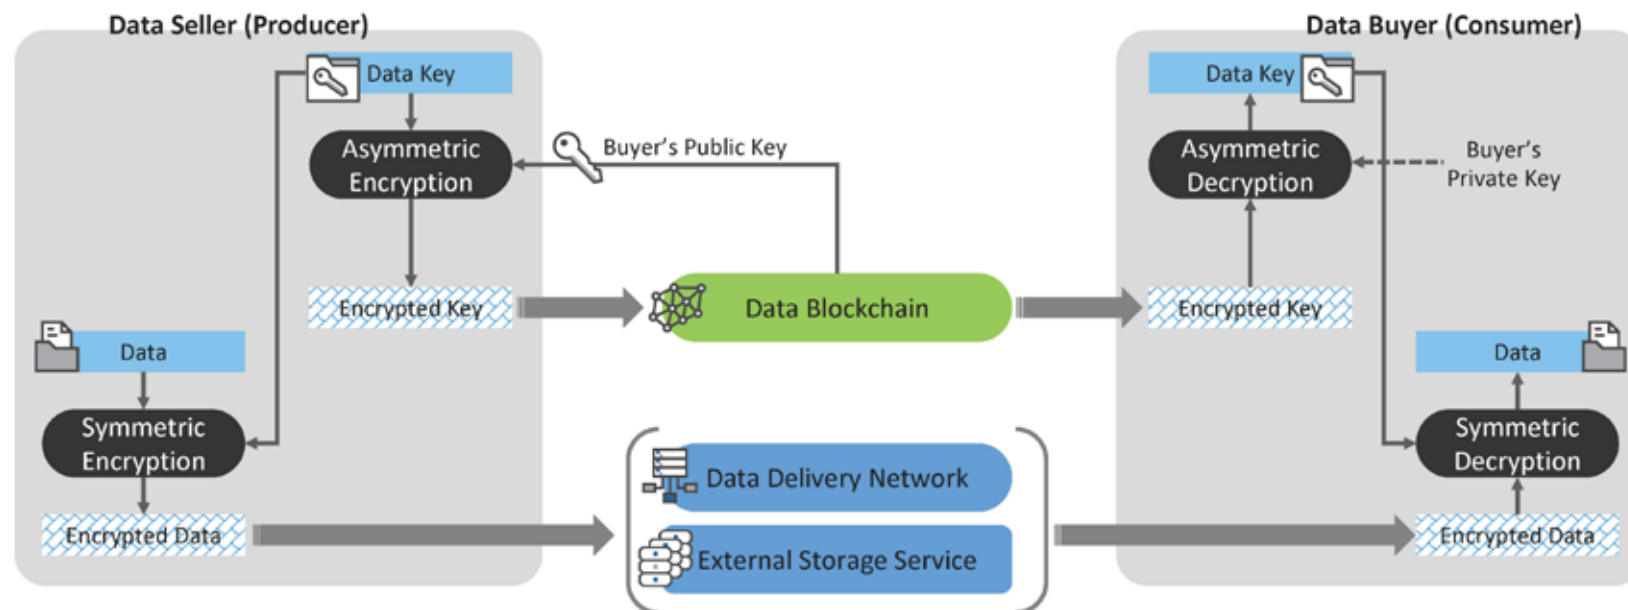 Data Seller (Producer)
Data Key
Asymmetric
Encryption
Encrypted Key
Data
Symmetric
Encryption
Encrypted Data
Buyer's Public Key
Data Blockchain
Data Delivery Network
External Storage Service
Data Buyer (Consumer)
Data Key
Asymmetric
Decryption
Buyer's
Private Key
Encrypted Key
Data
Symmetric
Decryption
Encrypted Data